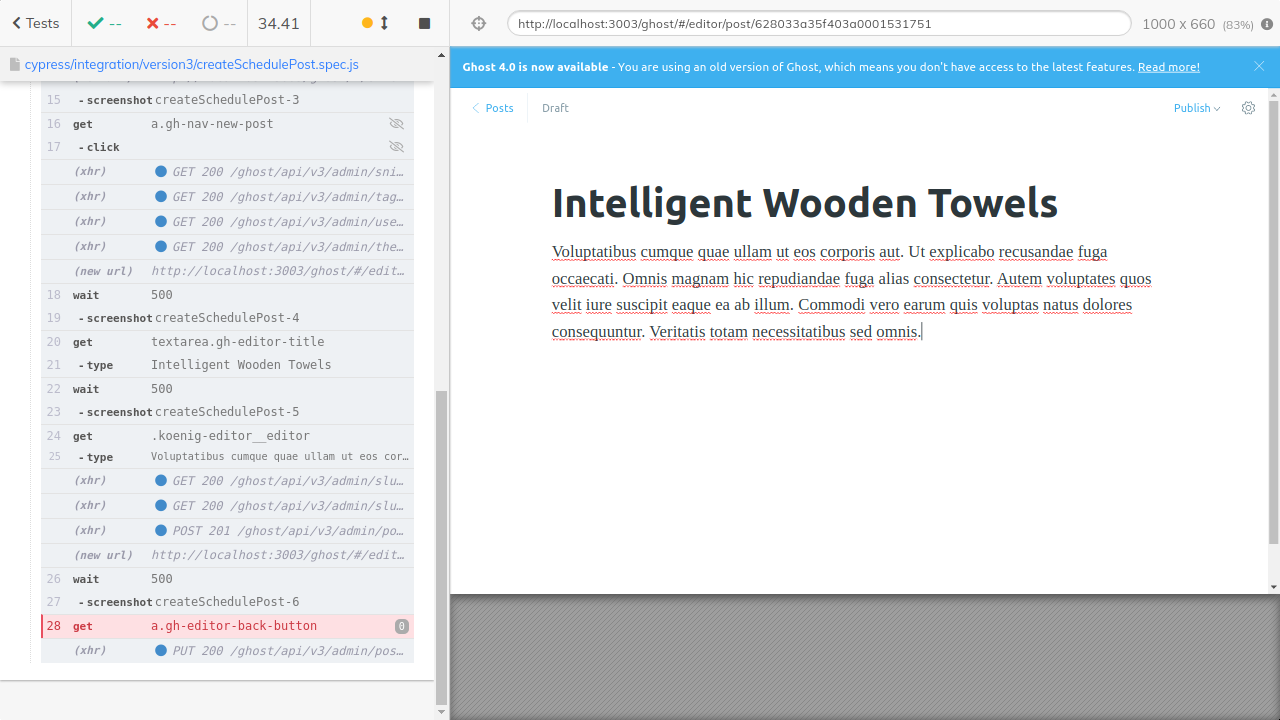 Tests
--
--
--
34.41
http://localhost:3003/ghost/#/editor/post/628033a35f403a0001531751
1000 x 660 (83%)
cypress/integration/version3/createSchedulePost.spec.js
15 - screenshot createSchedulePost-3
16 get a.gh-nav-new-post
17 - click
(xhr) GET 200 /ghost/api/v3/admin/sni…
(xhr) GET 200 /ghost/api/v3/admin/tag…
(xhr) GET 200 /ghost/api/v3/admin/use…
(xhr) GET 200 /ghost/api/v3/admin/the…
(new url) http://localhost:3003/ghost/#/edit…
18 wait 500
19 - screenshot createSchedulePost-4
20 get textarea.gh-editor-title
21 - type Intelligent Wooden Towels
22 wait 500
23 - screenshot createSchedulePost-5
24 get .koenig-editor__editor
25 - type Voluptatibus cumque quae ullam ut eos cor…
(xhr) GET 200 /ghost/api/v3/admin/slu…
(xhr) GET 200 /ghost/api/v3/admin/slu…
(xhr) POST 201 /ghost/api/v3/admin/po…
(new url) http://localhost:3003/ghost/#/edit…
26 wait 500
27 - screenshot createSchedulePost-6
28 get a.gh-editor-back-button 0
(xhr) PUT 200 /ghost/api/v3/admin/pos…
Ghost 4.0 is now available - You are using an old version of Ghost, which means you don't have access to the latest features. Read more!
Posts
Draft
Publish
Intelligent Wooden Towels
Voluptatibus cumque quae ullam ut eos corporis aut. Ut explicabo recusandae fuga
occaecati. Omnis magnam hic repudiandae fuga alias consectetur. Autem voluptates quos
velit iure suscipit eaque ea ab illum. Commodi vero earum quis voluptas natus dolores
consequuntur. Veritatis totam necessitatibus sed omnis.